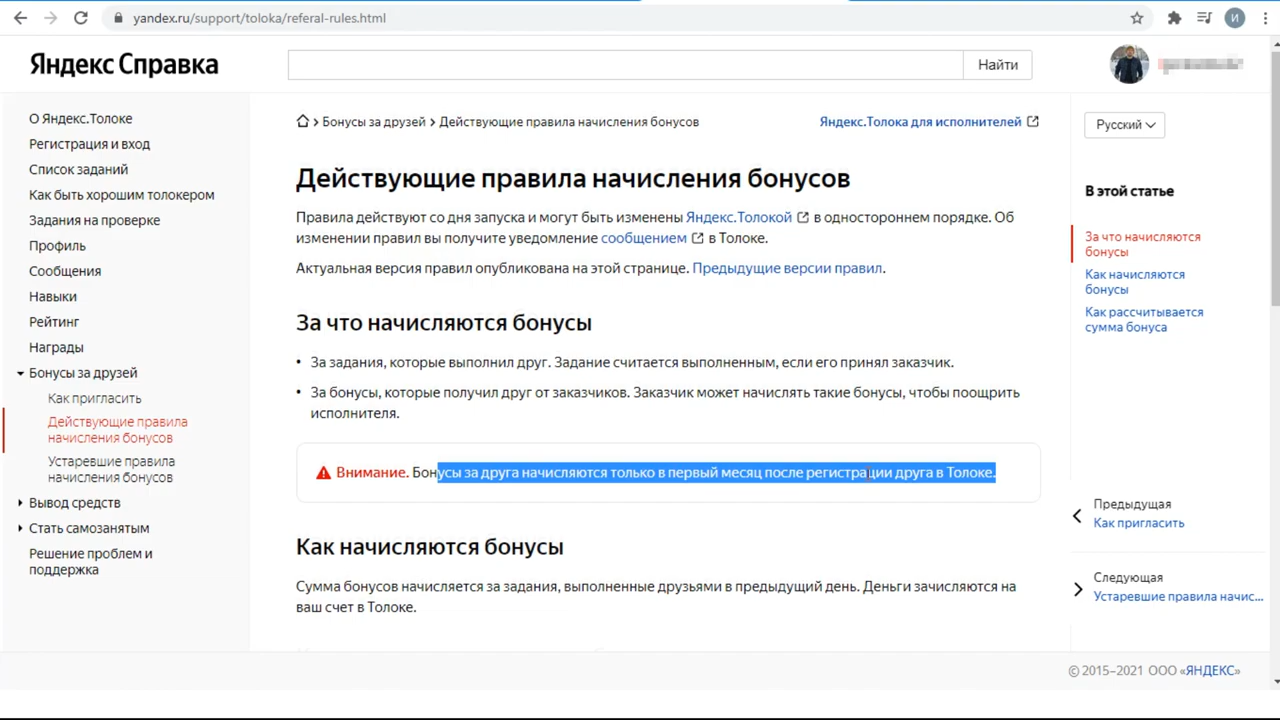 yandex.ru/support/toloka/referal-rules.html
И
Яндекс Справка
Найти
О Яндекс.Толоке
Регистрация и вход
Список заданий
Как быть хорошим толокером
Задания на проверке
Профиль
Сообщения
Навыки
Рейтинг
Награды
Бонусы за друзей
Как пригласить
Действующие правила
начисления бонусов
Устаревшие правила
начисления бонусов
Вывод средств
Стать самозанятым
Решение проблем и
поддержка
Бонусы за друзей
Действующие правила начисления бонусов
Яндекс.Толока для исполнителей
Действующие правила начисления бонусов
Правила действуют со дня запуска и могут быть изменены Яндекс.Толокой в одностороннем порядке. Об
изменении правил вы получите уведомление сообщением в Толоке.
Актуальная версия правил опубликована на этой странице. Предыдущие версии правил.
За что начисляются бонусы
• За задания, которые выполнил друг. Задание считается выполненным, если его принял заказчик.
• За бонусы, которые получил друг от заказчиков. Заказчик может начислять такие бонусы, чтобы поощрить
исполнителя.
Внимание. Бонусы за друга начисляются только в первый месяц после регистрации друга в Толоке.
Как начисляются бонусы
Сумма бонусов начисляется за задания, выполненные друзьями в предыдущий день. Деньги зачисляются на
ваш счет в Толоке.
Русский
В этой статье
За что начисляются
бонусы
Как начисляются
бонусы
Как рассчитывается
сумма бонуса
Предыдущая
Как пригласить
Следующая
Устаревшие правила начис...
© 2015–2021 ООО «ЯНДЕКС»